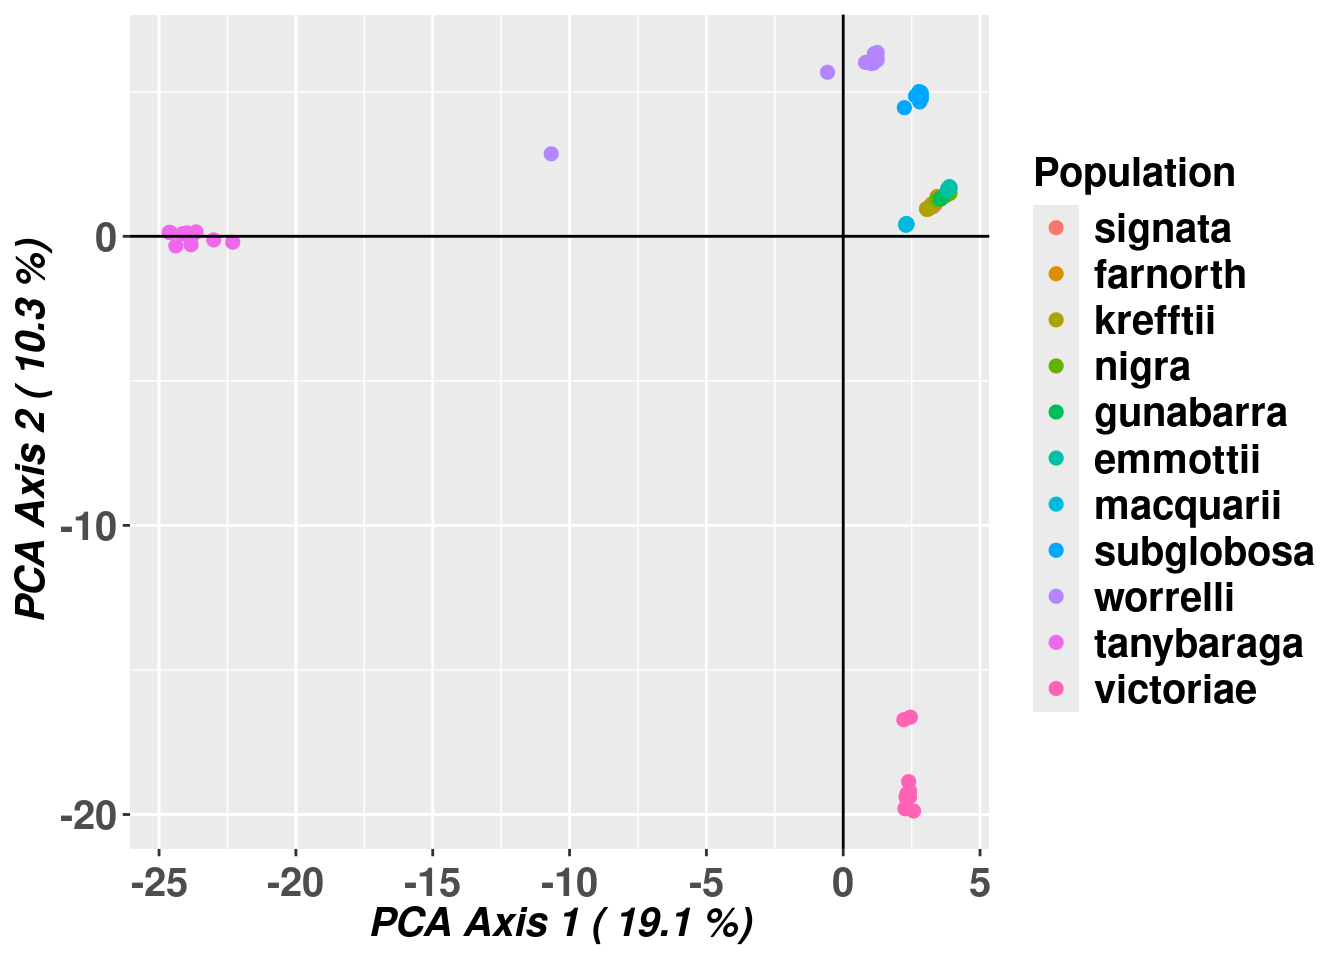 0
-10
-20
-25 -20 -15 -10 -5 0 5
PCA Axis 1 ( 19.1 %)
PCA Axis 2 ( 10.3 %)
Population
signata
farnorth
krefftii
nigra
gunabarra
emmottii
macquarii
subglobosa
worrelli
tanybaraga
victoriae